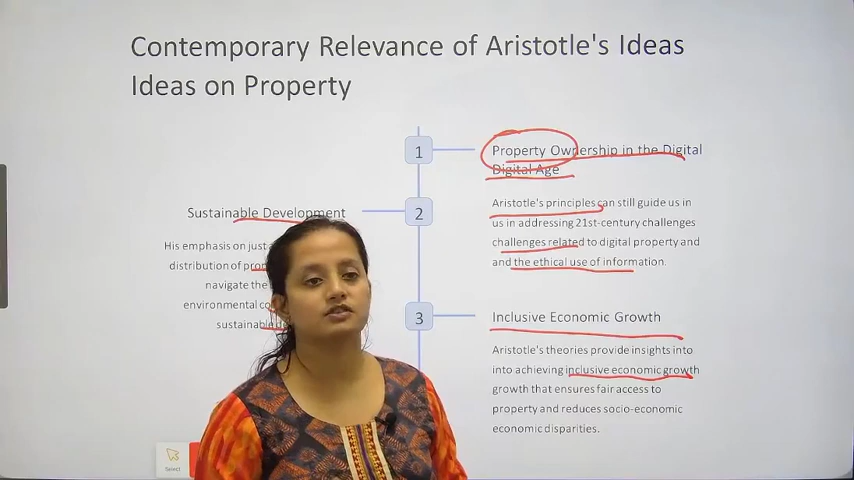 Contemporary Relevance of Aristotle's Ideas
Ideas on Property
1
Property Ownership in the Digital
Digital Age
Aristotle's principles can still guide us in
us in addressing 21st-century challenges
challenges related to digital property and
and the ethical use of information.
2
Sustainable Development
His emphasis on just
distribution of
navigate the
environmental
sustainable
3
Inclusive Economic Growth
Aristotle's theories provide insights into
into achieving inclusive economic growth
growth that ensures fair access to
property and reduces socio-economic
economic disparities.
Select